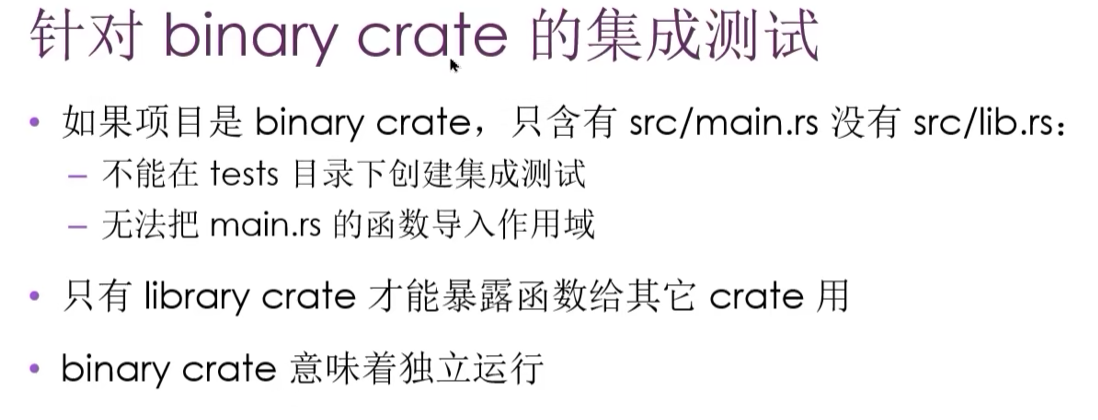 针对 binary crate 的集成测试
• 如果项目是 binary crate，只含有 src/main.rs 没有 src/lib.rs：
– 不能在 tests 目录下创建集成测试
– 无法把 main.rs 的函数导入作用域
• 只有 library crate 才能暴露函数给其它 crate 用
• binary crate 意味着独立运行